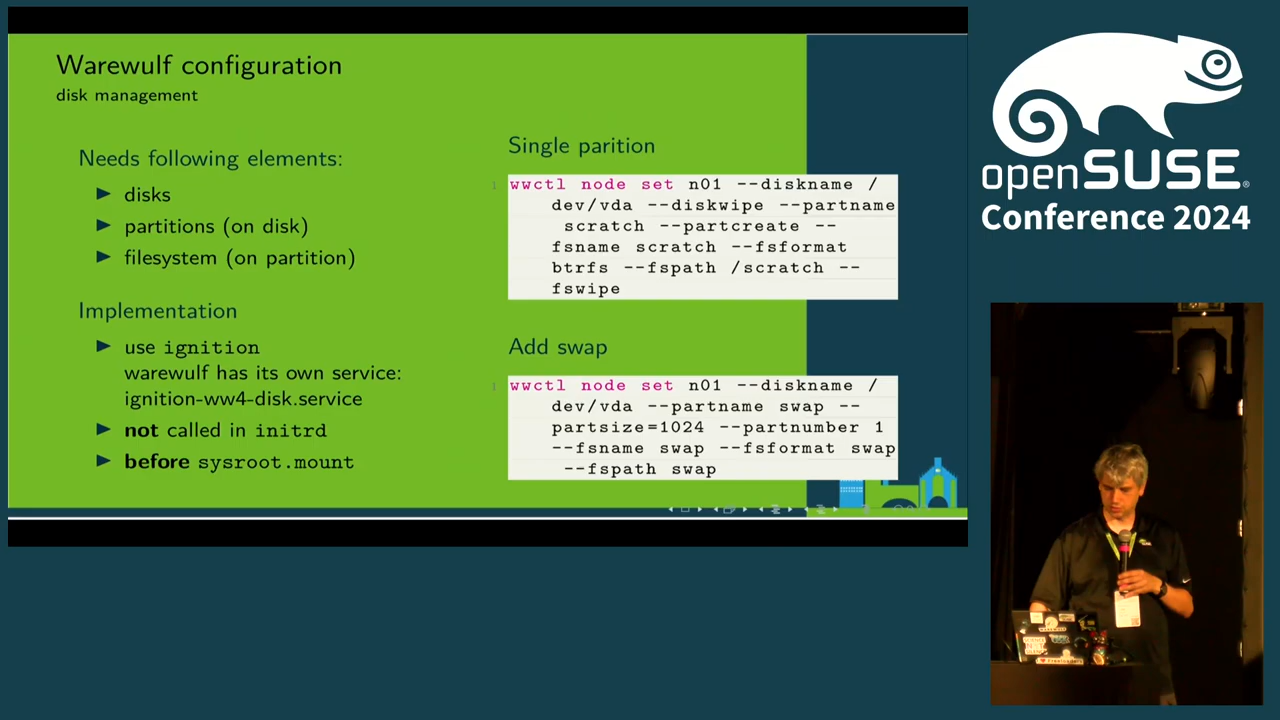 Warewulf configuration
disk management
Needs following elements:
disks
partitions (on disk)
filesystem (on partition)
Implementation
use ignition
warewulf has its own service:
ignition-ww4-disk.service
not called in initrd
before sysroot.mount
Single parition
1 wwctl node set n01 --diskname /
dev/vda --diskwipe --partname
scratch --partcreate --
fsname scratch --fsformat
btrfs --fspath /scratch --
fswipe
Add swap
1 wwctl node set n01 --diskname /
dev/vda --partname swap --
partsize=1024 --partnumber 1
--fsname swap --fsformat swap
--fspath swap
openSUSE®
Conference 2024